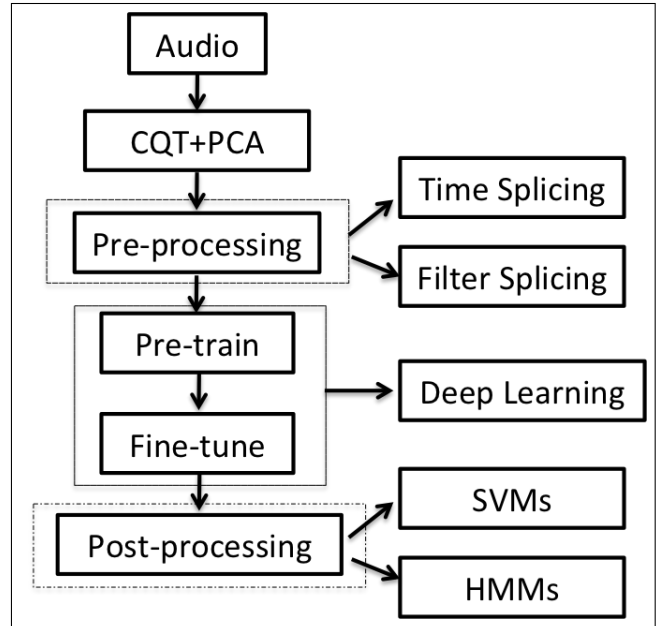 Audio
CQT+PCA
Pre-processing
Time Splicing
Filter Splicing
Pre-train
Fine-tune
Deep Learning
Post-processing
SVMs
HMMs